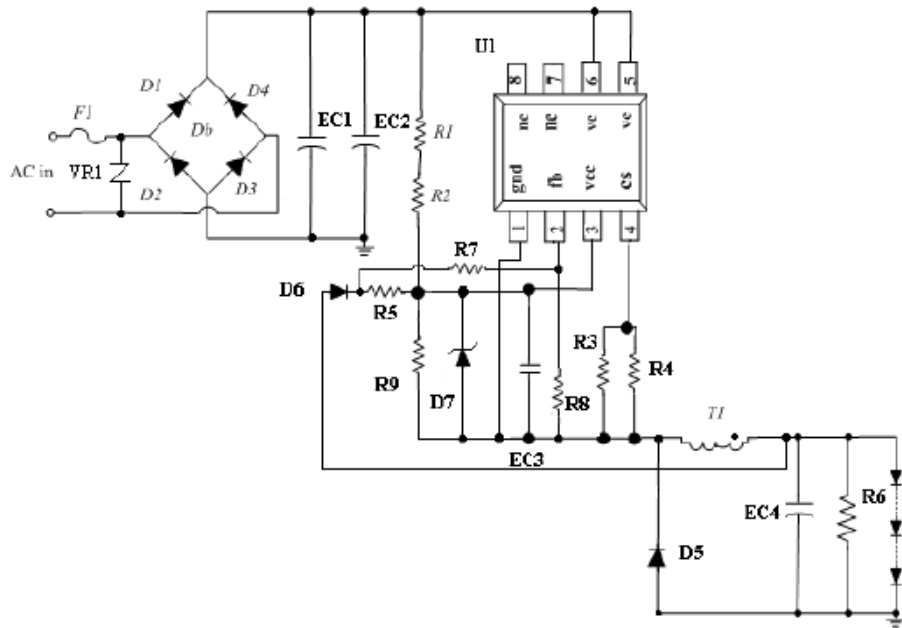 U1
8
7
6
5
nc
nc
vc
vc
gnd
fb
vcc
cs
1
2
3
4
F1
D1
D4
Db
AC in
VR1
D2
D3
EC1
EC2
R1
R2
R7
D6
R5
R3
R4
R9
D7
R8
T1
EC3
EC4
R6
D5